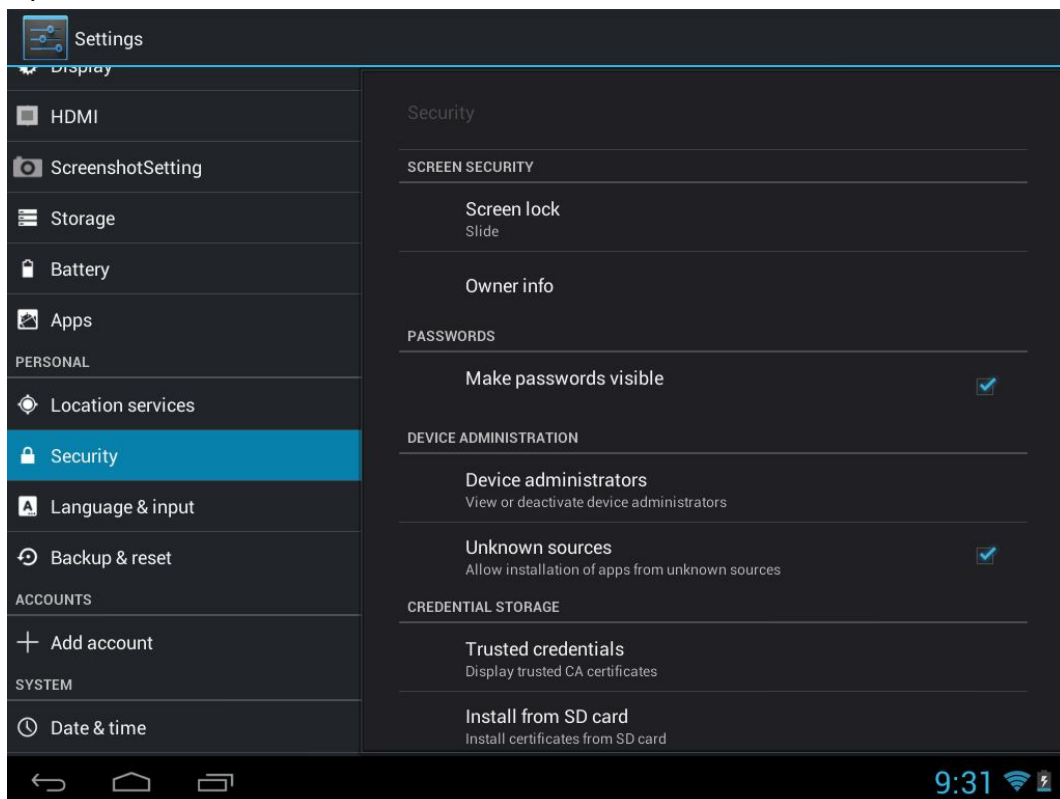 Settings
Display
HDMI
ScreenshotSetting
Storage
Battery
Apps
PERSONAL
Location services
Security
Language & input
Backup & reset
ACCOUNTS
Add account
SYSTEM
Date & time
Security
SCREEN SECURITY
Screen lock
Slide
Owner info
PASSWORDS
Make passwords visible
DEVICE ADMINISTRATION
Device administrators
View or deactivate device administrators
Unknown sources
Allow installation of apps from unknown sources
CREDENTIAL STORAGE
Trusted credentials
Display trusted CA certificates
Install from SD card
Install certificates from SD card
9:31